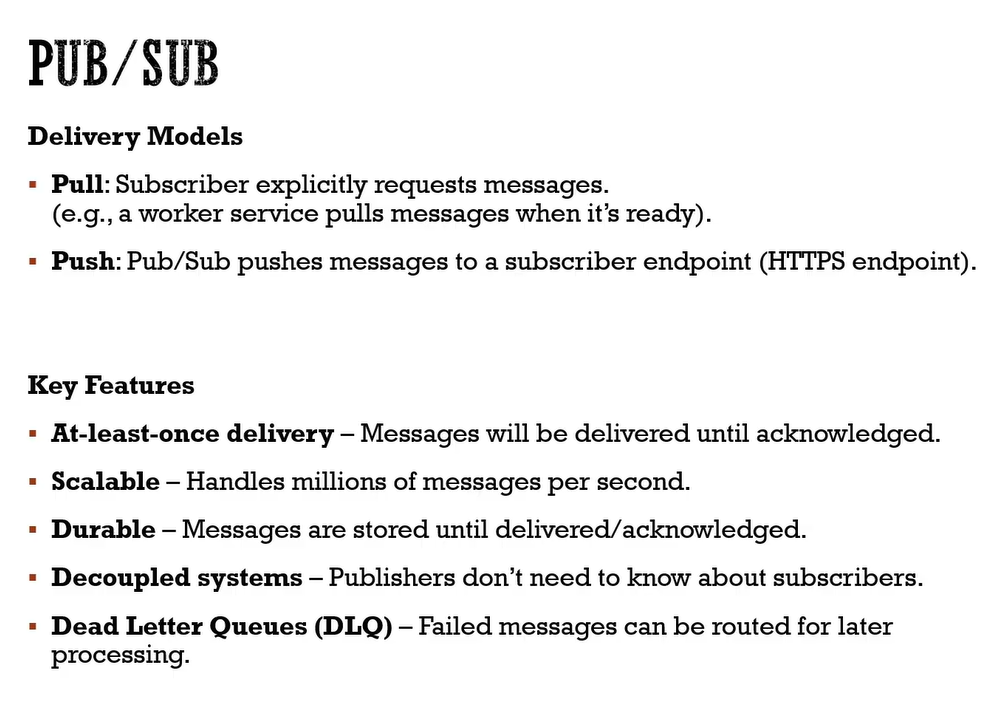 PUB/SUB
Delivery Models
▪ Pull: Subscriber explicitly requests messages.
(e.g., a worker service pulls messages when it’s ready).
▪ Push: Pub/Sub pushes messages to a subscriber endpoint (HTTPS endpoint).
Key Features
▪ At-least-once delivery – Messages will be delivered until acknowledged.
▪ Scalable – Handles millions of messages per second.
▪ Durable – Messages are stored until delivered/acknowledged.
▪ Decoupled systems – Publishers don’t need to know about subscribers.
▪ Dead Letter Queues (DLQ) – Failed messages can be routed for later
processing.